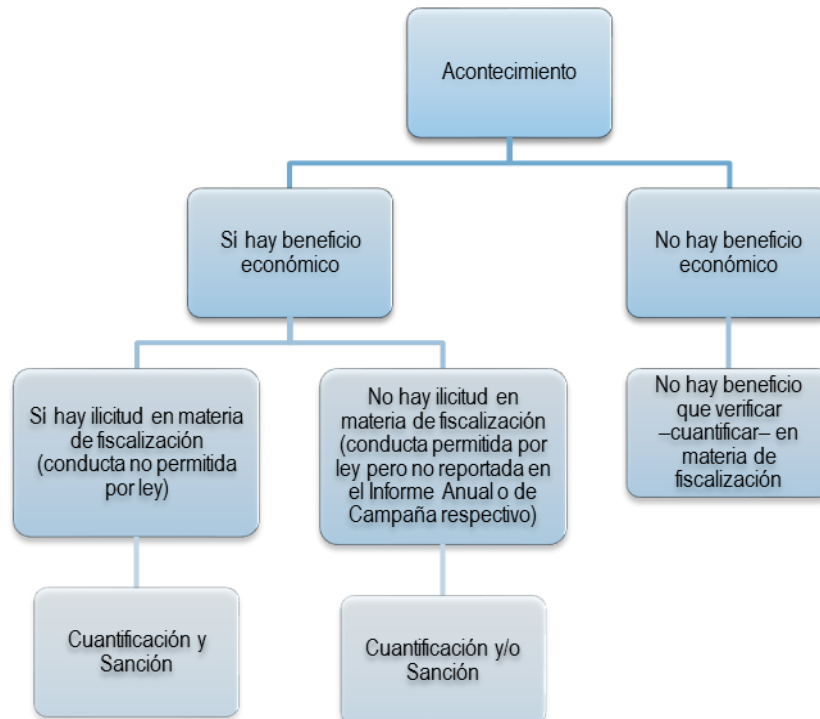 Acontecimiento
Sí hay beneficio
económico
No hay beneficio
económico
Sí hay ilicitud en materia
de fiscalización
(conducta no permitida
por ley)
No hay ilicitud en
materia de fiscalización
(conducta permitida por
ley pero no reportada en
el Informe Anual o de
Campaña respectivo)
No hay beneficio
que verificar
–cuantificar– en
materia de
fiscalización
Cuantificación y
Sanción
Cuantificación y/o
Sanción